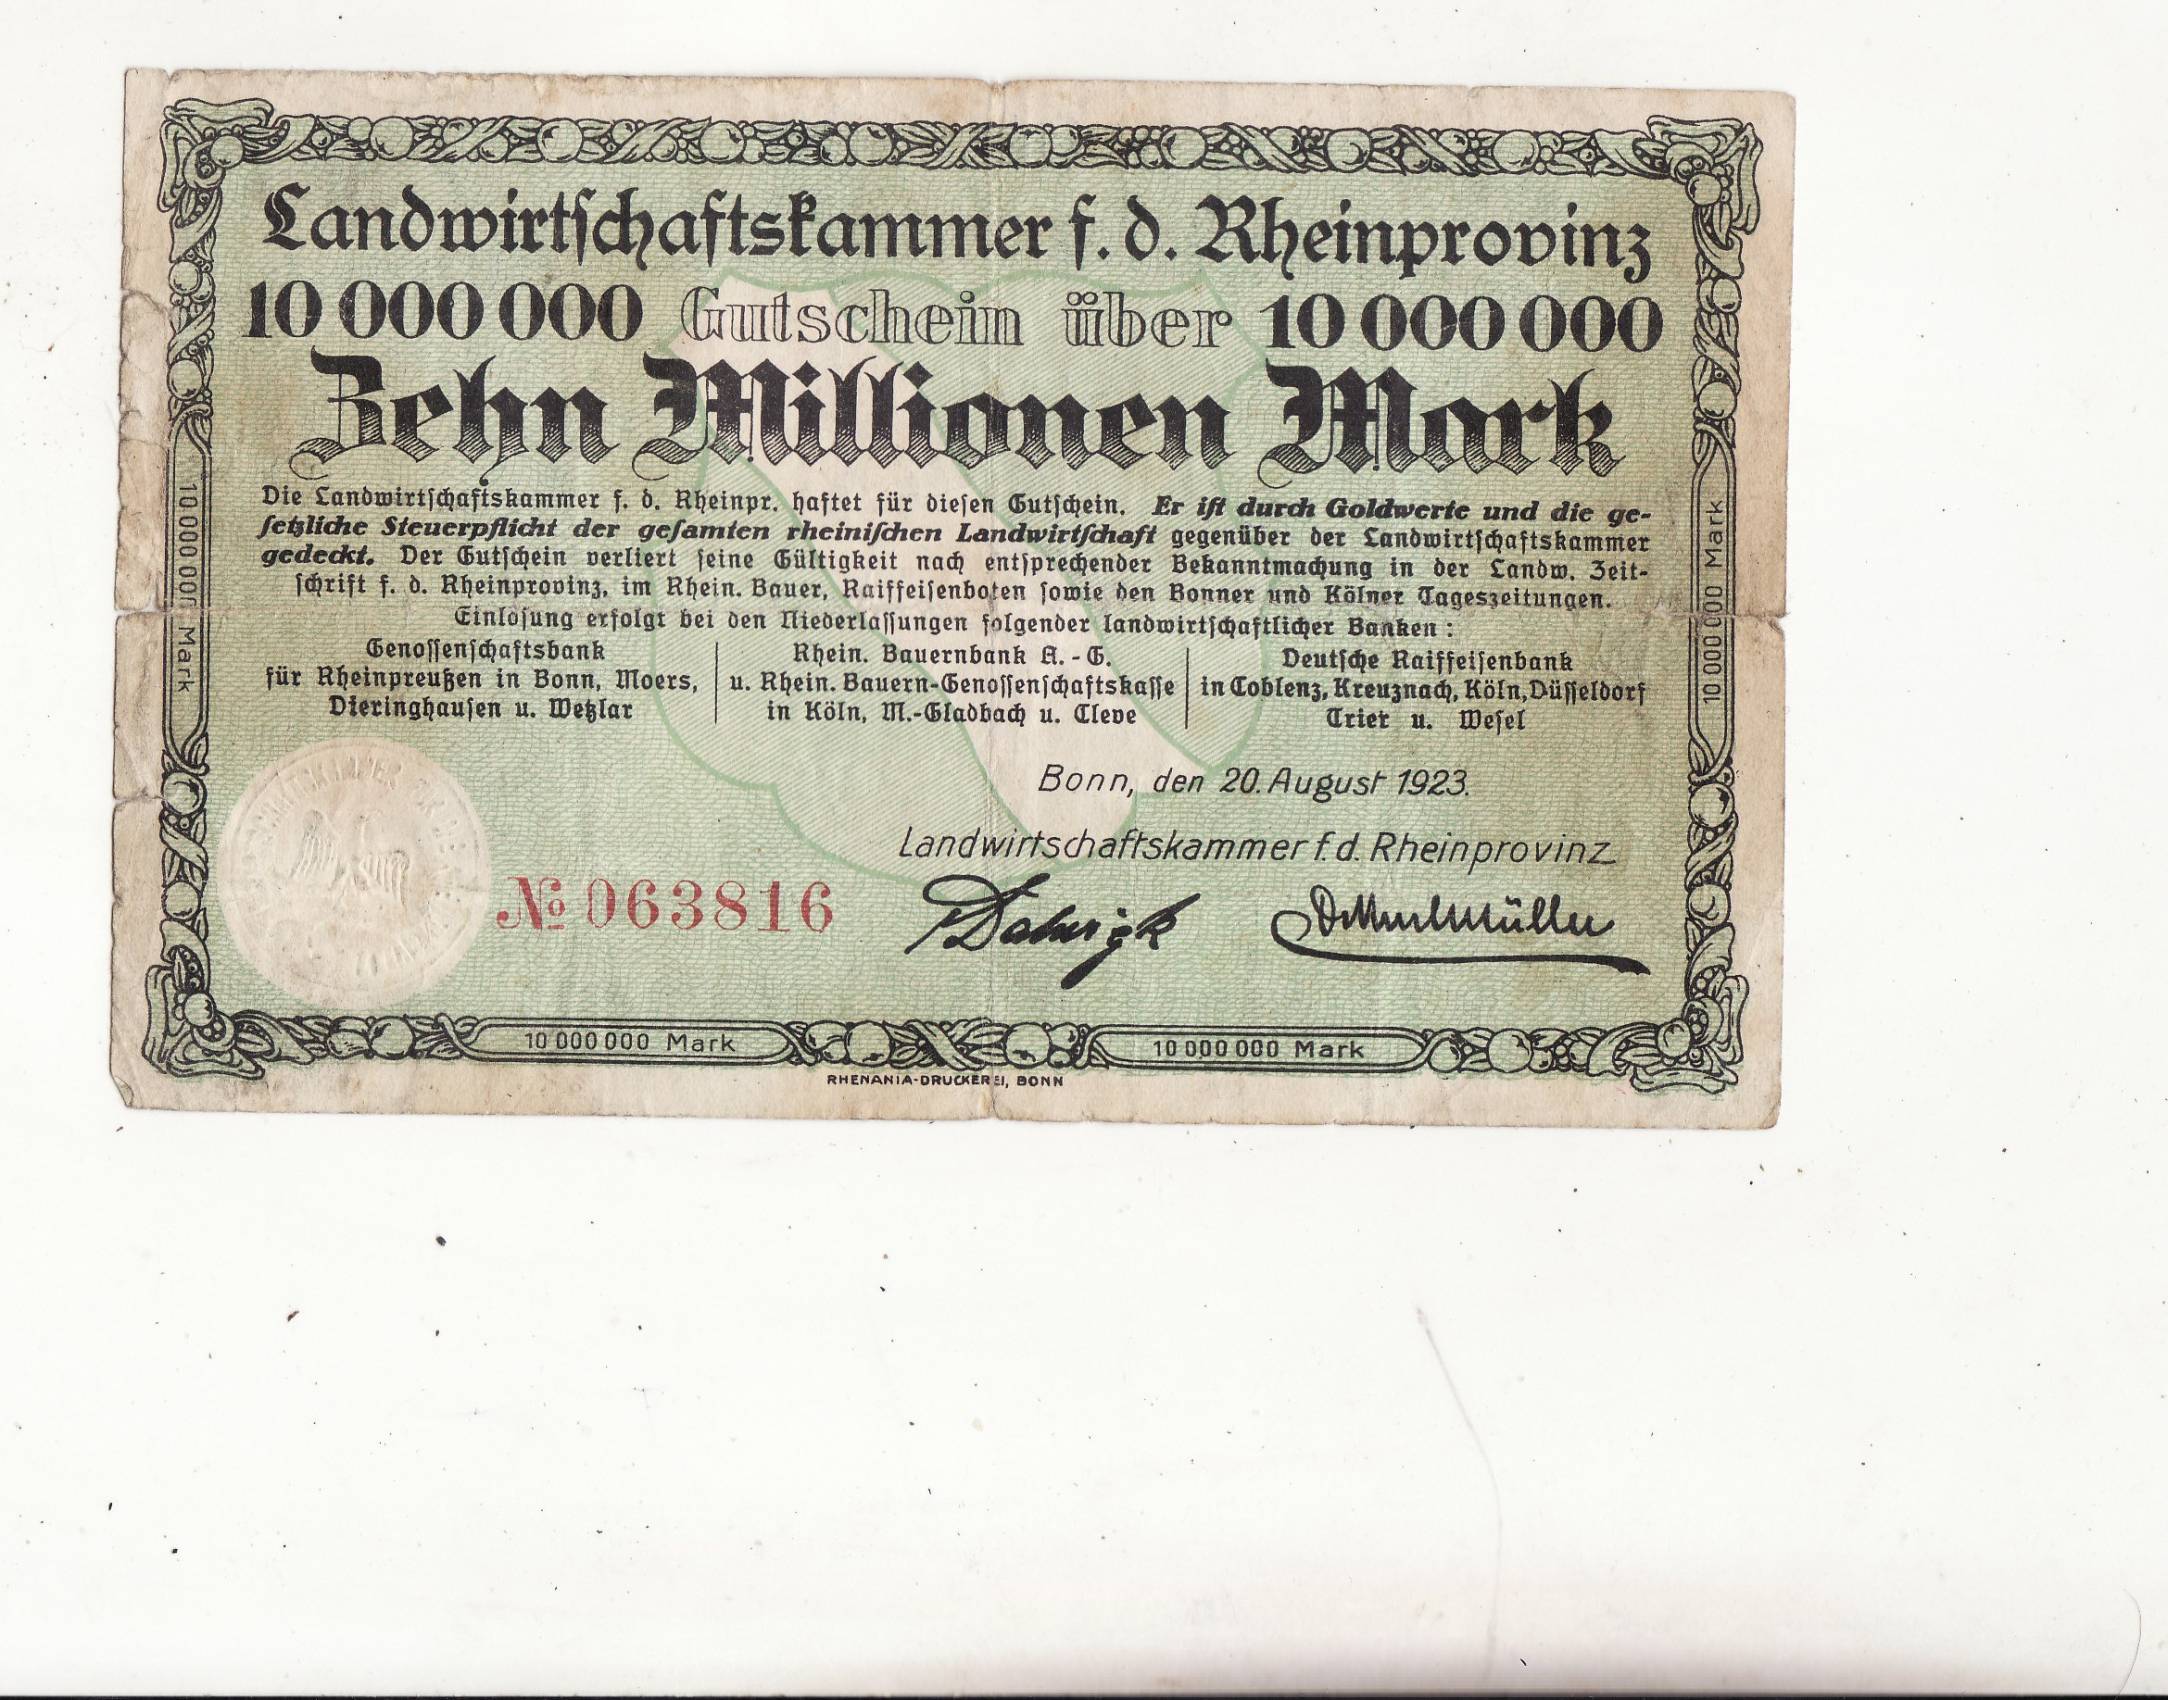 Landwirtschaftskammer f. d. Rheinprovinz
10 000 000 Gutschein über 10 000 000
Zehn Millionen Mark
Die Landwirtschaftskammer f. d. Rheinpr. haftet für diesen Gutschein. Er ist durch Goldwerte und die ge-
setzliche Steuerpflicht der gesamten rheinischen Landwirtschaft gegenüber der Landwirtschaftskammer
gedeckt. Der Gutschein verliert seine Gültigkeit nach entsprechender Bekanntmachung in der Landw. Zeit-
schrift f. d. Rheinprovinz, im Rhein. Bauer, Raiffeisenboten sowie den Bonner und Kölner Tageszeitungen.
Einlösung erfolgt bei den Niederlassungen folgender landwirtschaftlicher Banken:
Genossenschaftsbank
für Rheinpreußen in Bonn, Moers,
Dieringhausen u. Wetzlar
Rhein. Bauernbank A.-G.
u. Rhein. Bauern-Genossenschaftskasse
in Köln, M.-Gladbach u. Cleve
Deutsche Raiffeisenbank
in Coblenz, Kreuznach, Köln, Düsseldorf
Trier u. Wesel
Bonn, den 20. August 1923.
Landwirtschaftskammer f. d. Rheinprovinz
№ 063816
10 000 000 Mark
10 000 000 Mark
10 000 000 Mark
10 000 000 Mark
RHENANIA-DRUCKEREI, BONN